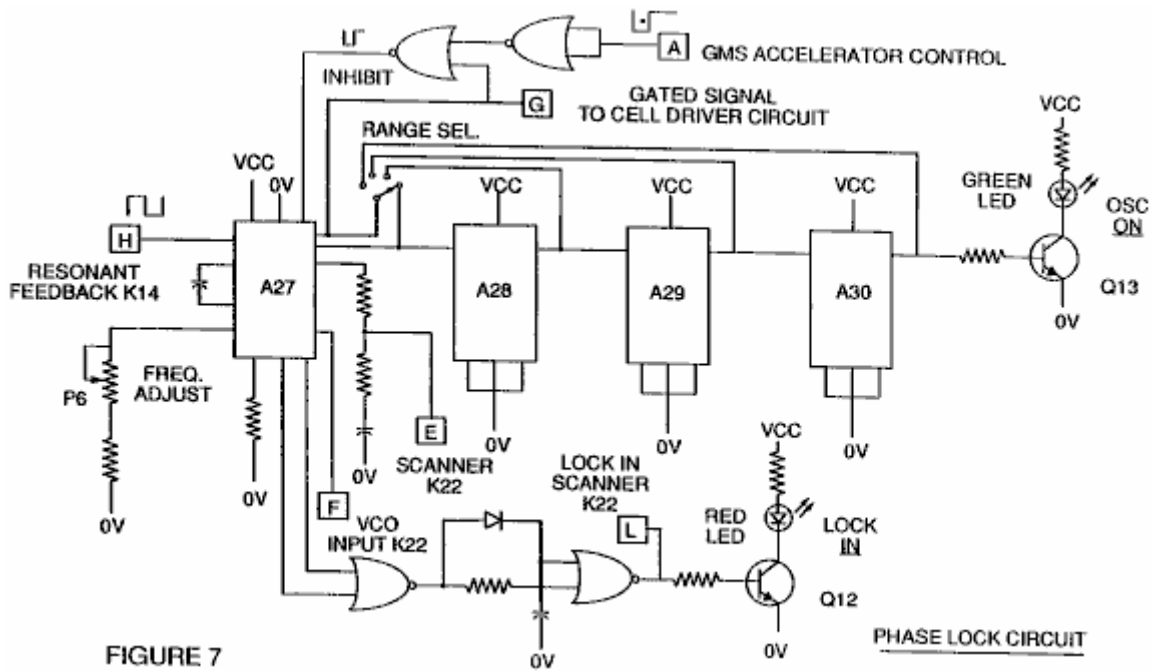 A
GMS ACCELERATOR CONTROL
INHIBIT
G
GATED SIGNAL
TO CELL DRIVER CIRCUIT
RANGE SEL.
VCC
0V
VCC
VCC
VCC
VCC
GREEN
LED
OSC
ON
Q13
0V
H
RESONANT
FEEDBACK K14
A27
A28
A29
A30
P6
FREQ.
ADJUST
0V
0V
0V
E
SCANNER
K22
0V
0V
0V
LOCK IN
SCANNER
K22
L
F
VCO
INPUT K22
VCC
RED
LED
LOCK
IN
Q12
0V
0V
FIGURE 7
PHASE LOCK CIRCUIT